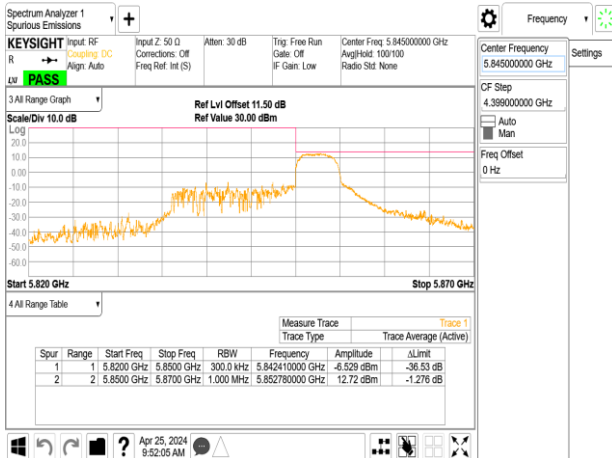 Spectrum Analyzer 1
Spurious Emissions
Frequency
KEYSIGHT Input: RF Input Z: 50 Ω Atten: 30 dB Trig: Free Run Center Freq: 5.845000000 GHz
R Coupling: DC Corrections: Off Gate: Off Avg|Hold: 100/100
Align: Auto Freq Ref: Int (S) IF Gain: Low Radio Std: None
LXI PASS
Center Frequency
5.845000000 GHz
Settings
CF Step
4.399000000 GHz
Auto
Man
Freq Offset
0 Hz
3 All Range Graph
Ref Lvl Offset 11.50 dB
Scale/Div 10.0 dB Ref Value 30.00 dBm
Log
20.0
10.0
0.00
-10.0
-20.0
-30.0
-40.0
-50.0
-60.0
Start 5.820 GHz Stop 5.870 GHz
4 All Range Table
Measure Trace Trace 1
Trace Type Trace Average (Active)
Spur Range Start Freq Stop Freq RBW Frequency Amplitude ΔLimit
1 1 5.8200 GHz 5.8500 GHz 300.0 kHz 5.842410000 GHz -6.529 dBm -36.53 dB
2 2 5.8500 GHz 5.8700 GHz 1.000 MHz 5.852780000 GHz 12.72 dBm -1.276 dB
? Apr 25, 2024
9:52:05 AM